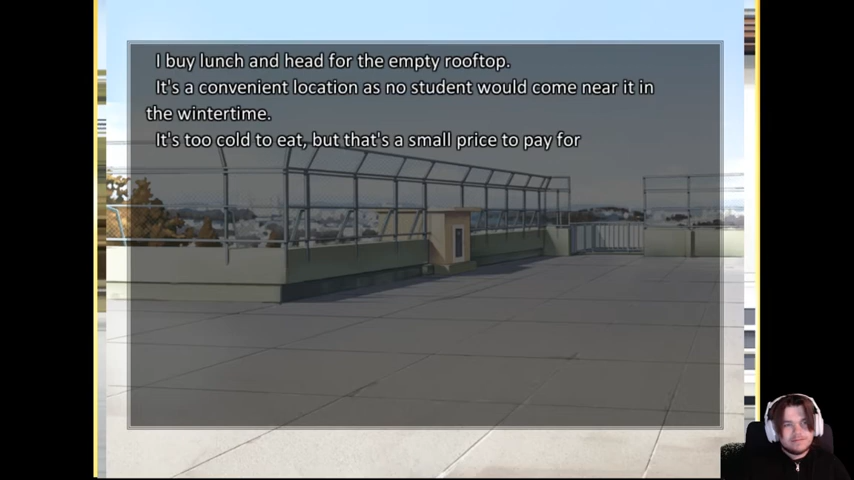 I buy lunch and head for the empty rooftop.
It's a convenient location as no student would come near it in
the wintertime.
It's too cold to eat, but that's a small price to pay for